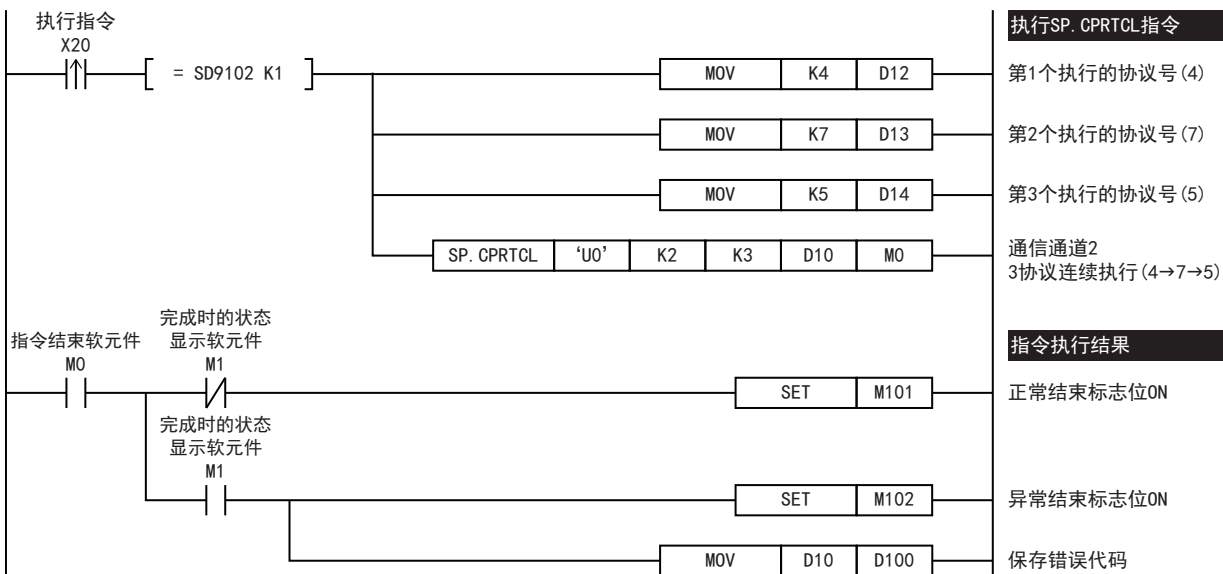 执行指令
X20
= SD9102 K1
MOV K4 D12
执行SP.CPRTCL指令
第1个执行的协议号(4)
MOV K7 D13
第2个执行的协议号(7)
MOV K5 D14
第3个执行的协议号(5)
SP.CPRTCL ‘U0’ K2 K3 D10 M0
通信通道2
3协议连续执行(4→7→5)
指令结束软元件
M0
完成时的状态
显示软元件
M1
SET M101
指令执行结果
正常结束标志位ON
完成时的状态
显示软元件
M1
SET M102
异常结束标志位ON
MOV D10 D100
保存错误代码